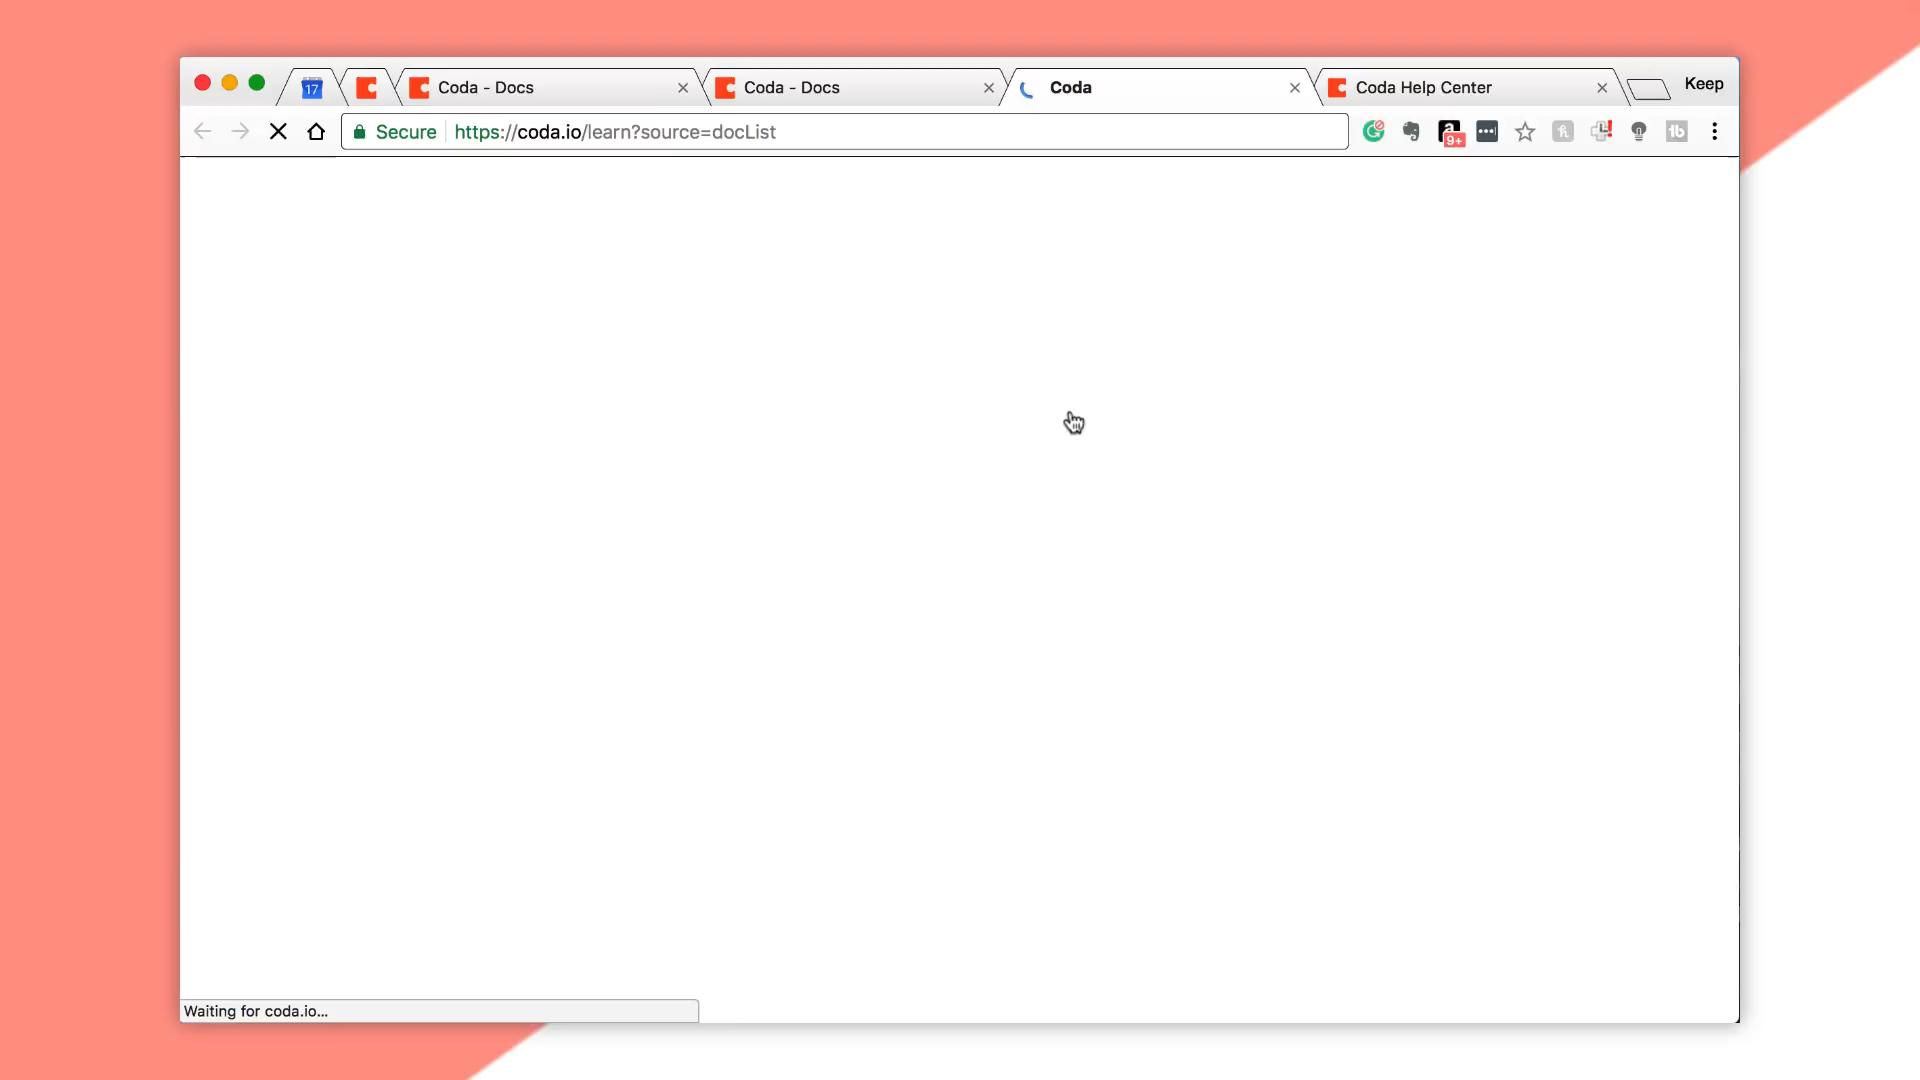 17
Coda - Docs
Coda - Docs
Coda
Coda Help Center
Keep
Secure
https://coda.io/learn?source=docList
a
9+
h
tb
Waiting for coda.io...